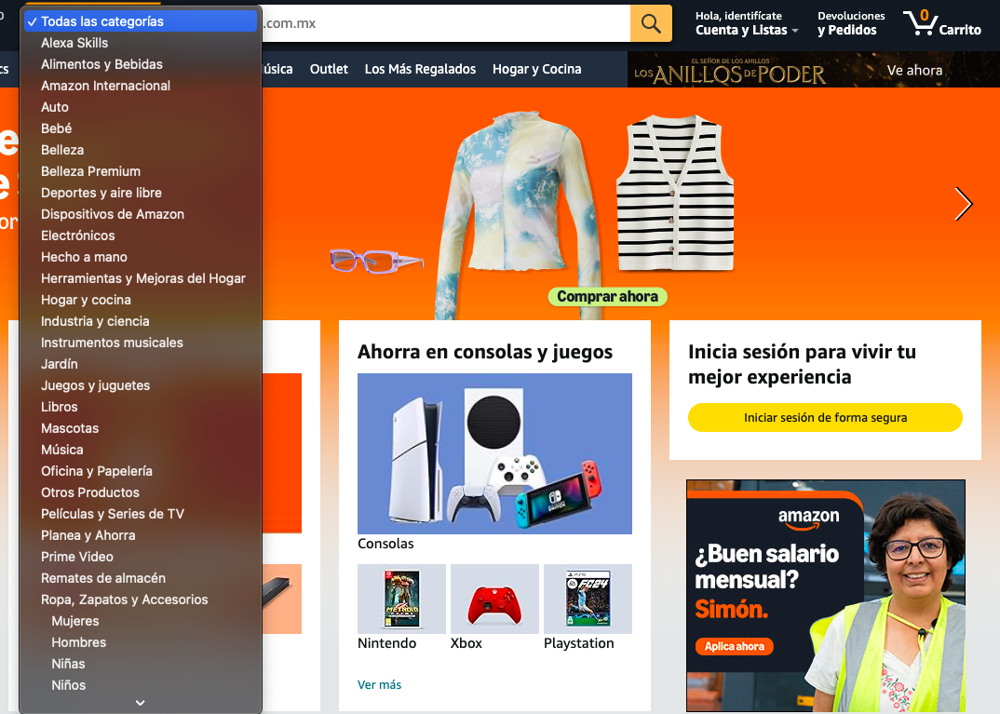 ✓ Todas las categorías
Alexa Skills
Alimentos y Bebidas
Amazon Internacional
Auto
Bebé
Belleza
Belleza Premium
Deportes y aire libre
Dispositivos de Amazon
Electrónicos
Hecho a mano
Herramientas y Mejoras del Hogar
Hogar y cocina
Industria y ciencia
Instrumentos musicales
Jardín
Juegos y juguetes
Libros
Mascotas
Música
Oficina y Papelería
Otros Productos
Películas y Series de TV
Planea y Ahorra
Prime Video
Remates de almacén
Ropa, Zapatos y Accesorios
Mujeres
Hombres
Niñas
Niños
.com.mx
Hola, identifícate
Cuenta y Listas
Devoluciones
y Pedidos
0
Carrito
úsica Outlet Los Más Regalados Hogar y Cocina
EL SEÑOR DE LOS ANILLOS
LOS ANILLOS DE PODER
Ve ahora
Comprar ahora
Ahorra en consolas y juegos
Consolas
METROID
FC24
Nintendo Xbox Playstation
Ver más
Inicia sesión para vivir tu
mejor experiencia
Iniciar sesión de forma segura
amazon
¿Buen salario
mensual?
Simón.
Aplica ahora